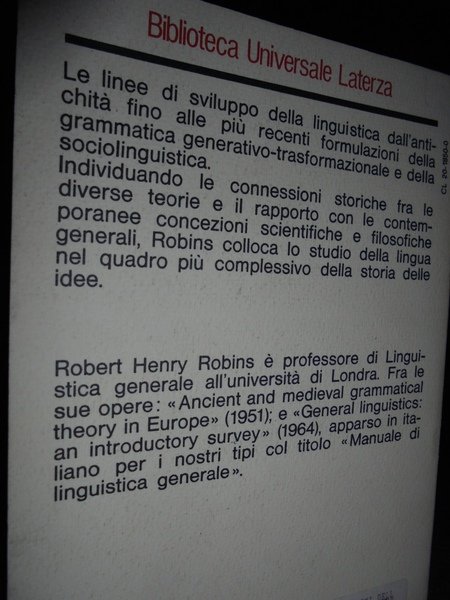 Biblioteca Universale Laterza
Le linee di sviluppo della linguistica dall'anti-
chità fino alle più recenti formulazioni della
grammatica generativo-trasformazionale e della
sociolinguistica.
Individuando le connessioni storiche fra le
diverse teorie e il rapporto con le contem-
poranee concezioni scientifiche e filosofiche
generali, Robins colloca lo studio della lingua
nel quadro più complessivo della storia delle
idee.
CL 20-1850-0
Robert Henry Robins è professore di Lingui-
stica generale all'università di Londra. Fra le
sue opere: «Ancient and medieval grammatical
theory in Europe» (1951); e «General linguistics:
an introductory survey» (1964), apparso in ita-
liano per i nostri tipi col titolo «Manuale di
linguistica generale».